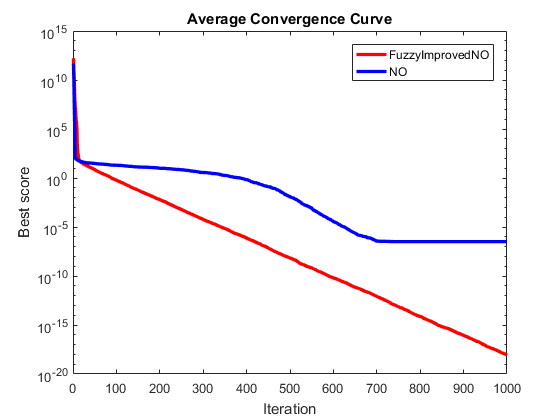 Average Convergence Curve
FuzzyImprovedNO
NO
Best score
10^15
10^10
10^5
10^0
10^-5
10^-10
10^-15
10^-20
0 100 200 300 400 500 600 700 800 900 1000
Iteration